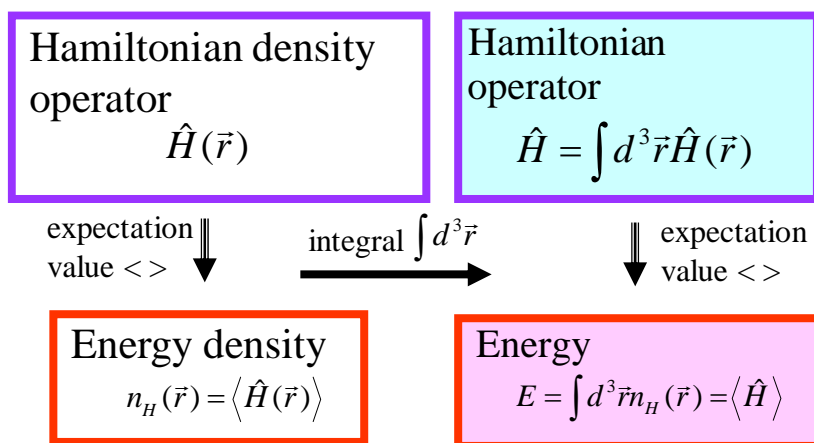 Hamiltonian density
operator
Ĥ(r⃗)
Hamiltonian
operator
Ĥ = ∫ d³r⃗ Ĥ(r⃗)
expectation
value < >
integral ∫ d³r⃗
expectation
value < >
Energy density
n_H(r⃗) = ⟨Ĥ(r⃗)⟩
Energy
E = ∫ d³r⃗ n_H(r⃗) = ⟨Ĥ⟩